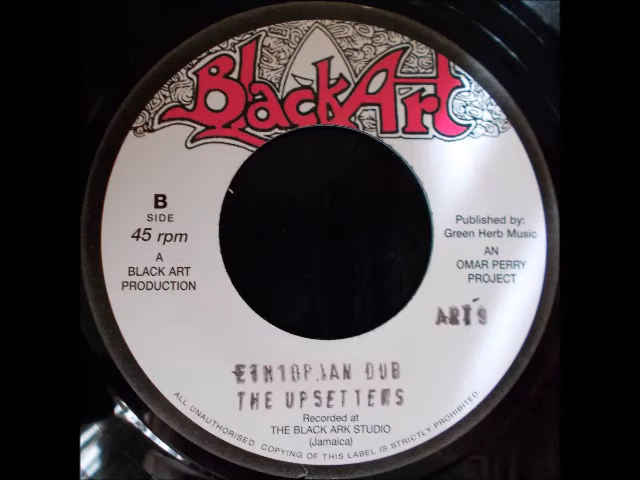 BlackArt
B
SIDE
45 rpm
A
BLACK ART
PRODUCTION
Published by:
Green Herb Music
AN
OMAR PERRY
PROJECT
ART 9
ETHIOPIAN DUB
THE UPSETTERS
Recorded at
THE BLACK ARK STUDIO
(Jamaica)
ALL UNAUTHORISED COPYING OF THIS LABEL IS STRICTLY PROHIBITED